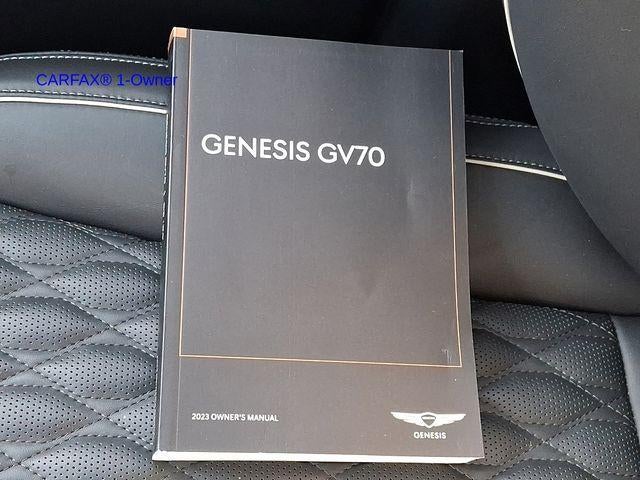 CARFAX® 1-Owner
GENESIS GV70
2023 OWNER'S MANUAL
GENESIS